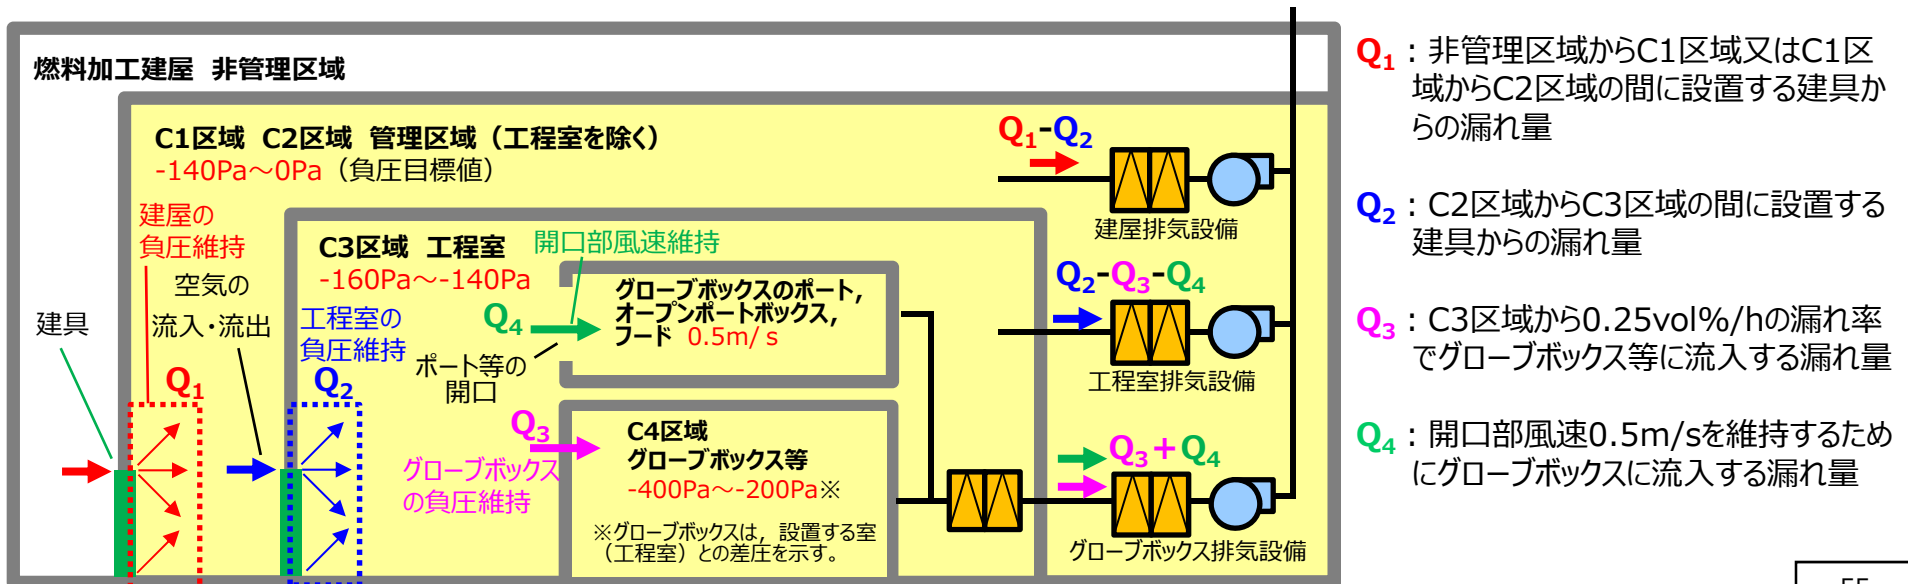 燃料加工建屋 非管理区域
C1区域 C2区域 管理区域（工程室を除く）
-140Pa～0Pa（負圧目標値）
建屋の
負圧維持
空気の
流入・流出
建具
Q1
C3区域 工程室
-160Pa～-140Pa
開口部風速維持
工程室の
負圧維持
Q2
Q4
ポート等の
開口
グローブボックスのポート，
オープンポートボックス，
フード 0.5m/s
Q3
グローブボックス
の負圧維持
C4区域
グローブボックス等
-400Pa～-200Pa※
※グローブボックスは，設置する室
（工程室）との差圧を示す。
Q1-Q2
建屋排気設備
Q2-Q3-Q4
工程室排気設備
Q3＋Q4
グローブボックス排気設備
Q1：非管理区域からC1区域又はC1区
域からC2区域の間に設置する建具か
らの漏れ量
Q2：C2区域からC3区域の間に設置する
建具からの漏れ量
Q3：C3区域から0.25vol%/hの漏れ率
でグローブボックス等に流入する漏れ量
Q4：開口部風速0.5m/sを維持するため
にグローブボックスに流入する漏れ量